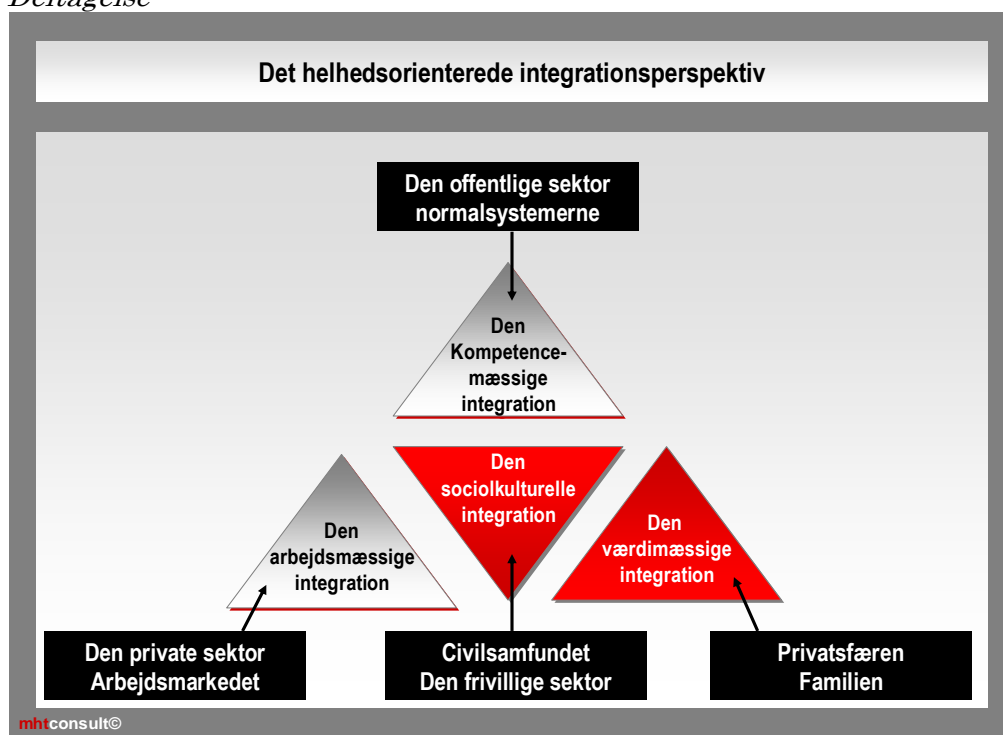 Deltagelse
Det helhedsorienterede integrationsperspektiv
Den offentlige sektor
normalsystemerne
Den
Kompetence-
mæssige
integration
Den
sociolkulturelle
integration
Den
arbejdsmæssige
integration
Den
værdimæssige
integration
Den private sektor
Arbejdsmarkedet
Civilsamfundet
Den frivillige sektor
Privatsfæren
Familien
mhtconsult©